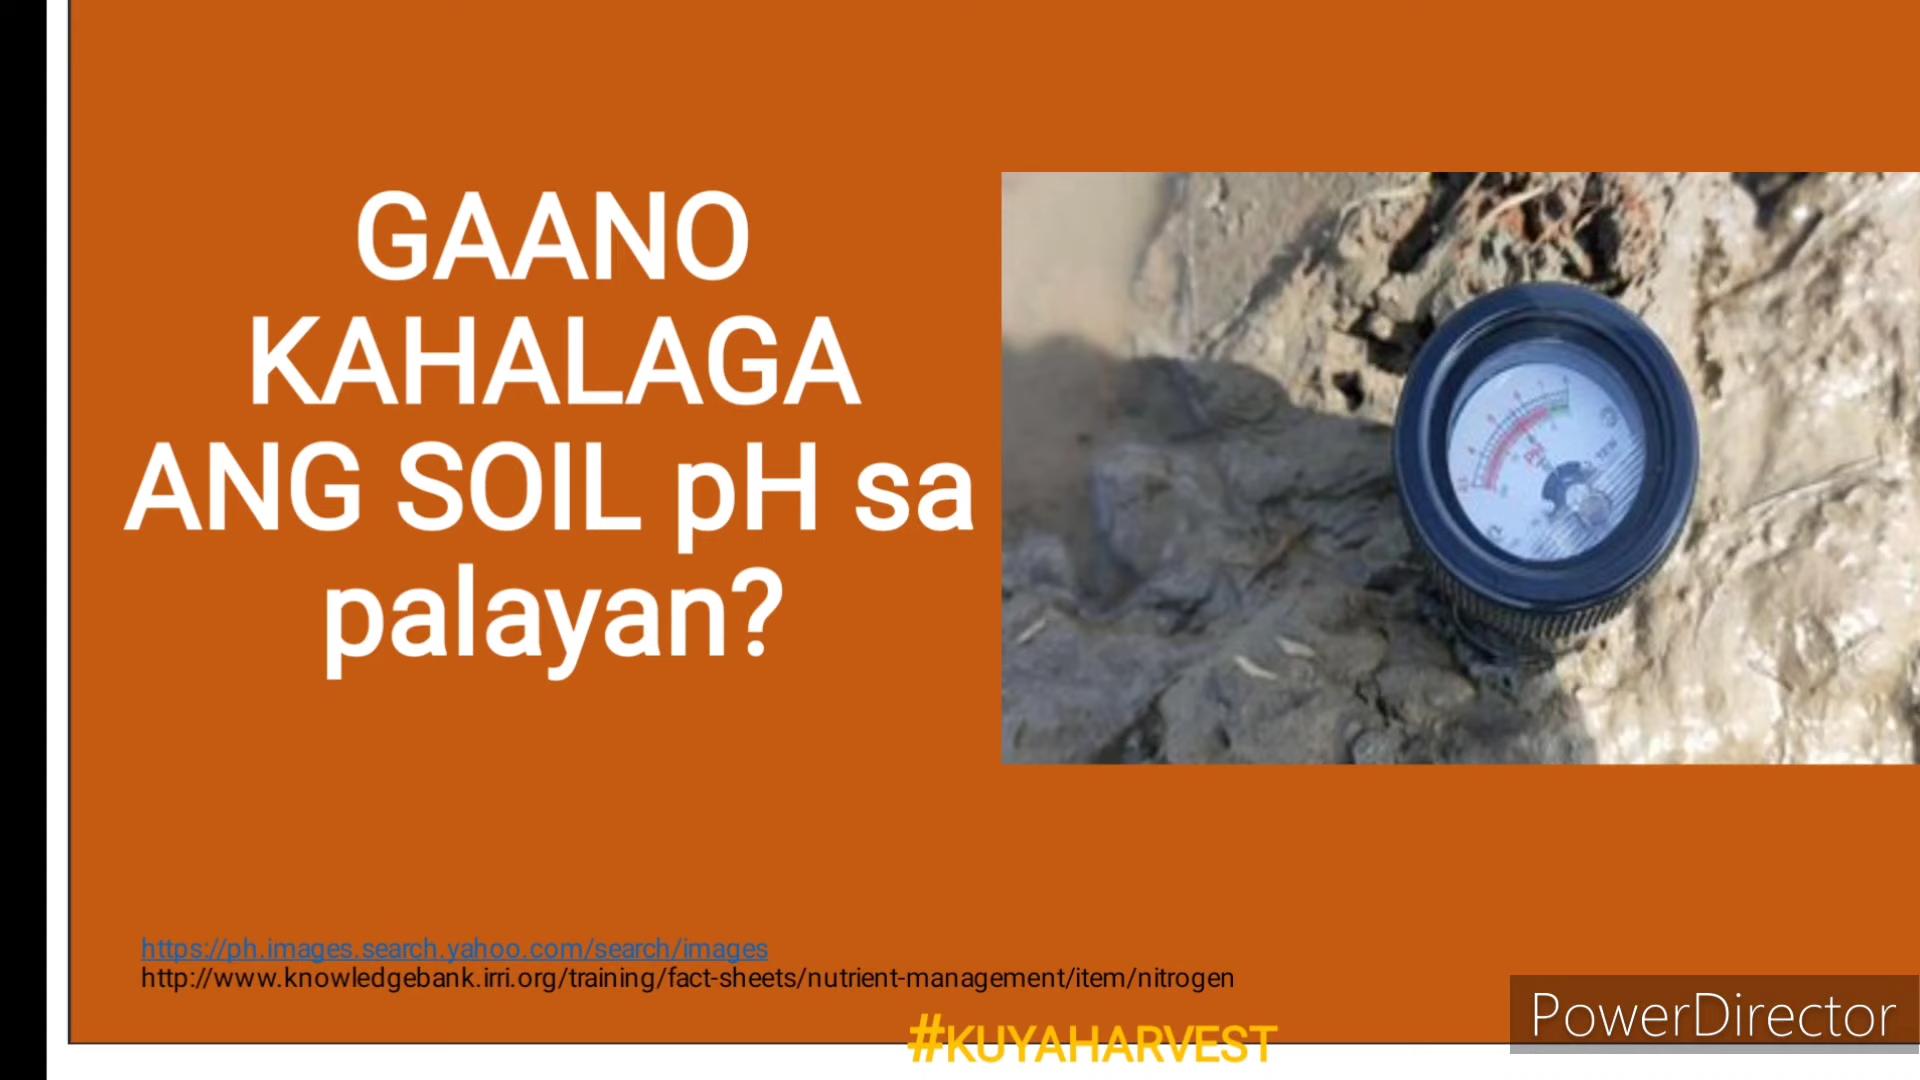 GAANO
KAHALAGA
ANG SOIL pH sa
palayan?
https://ph.images.search.yahoo.com/search/images
http://www.knowledgebank.irri.org/training/fact-sheets/nutrient-management/item/nitrogen
#KUYAHARVEST
PowerDirector